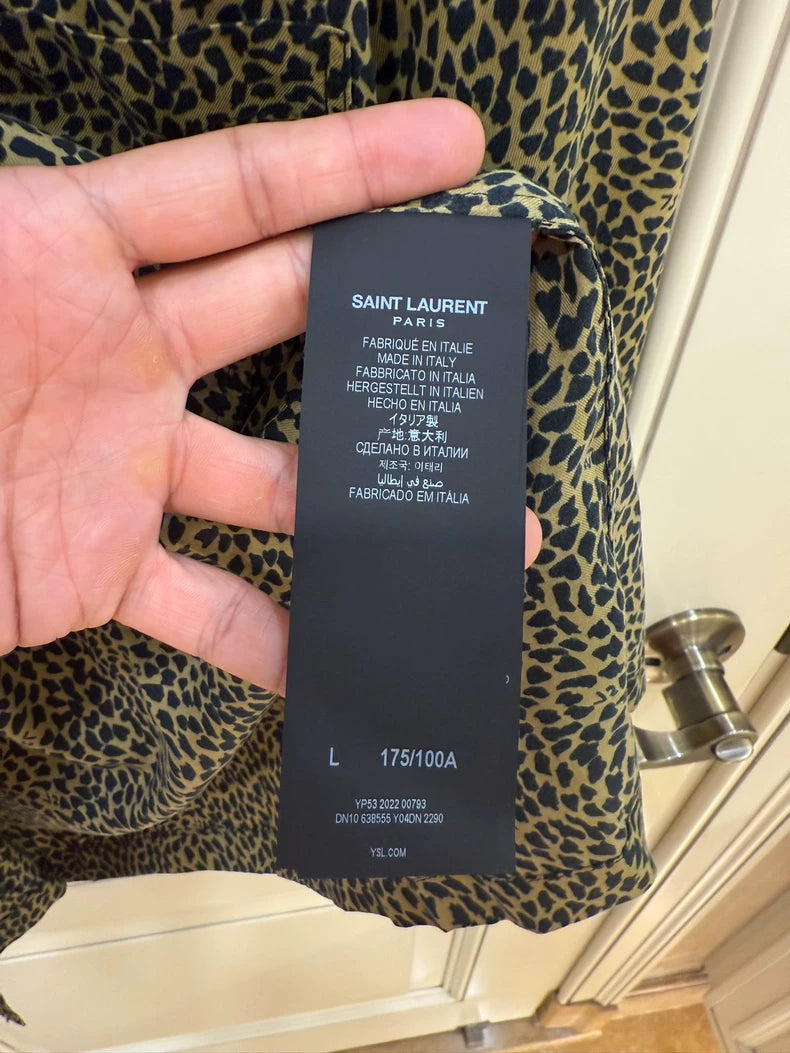 SAINT LAURENT
PARIS
FABRIQUÉ EN ITALIE
MADE IN ITALY
FABBRICATO IN ITALIA
HERGESTELLT IN ITALIEN
HECHO EN ITALIA
イタリア製
产地:意大利
СДЕЛАНО В ИТАЛИИ
제조국: 이태리
صنع في إيطاليا
FABRICADO EM ITÁLIA
L 175/100A
YP53 2022 00793
DN10 638555 Y04DN 2290
YSL.COM